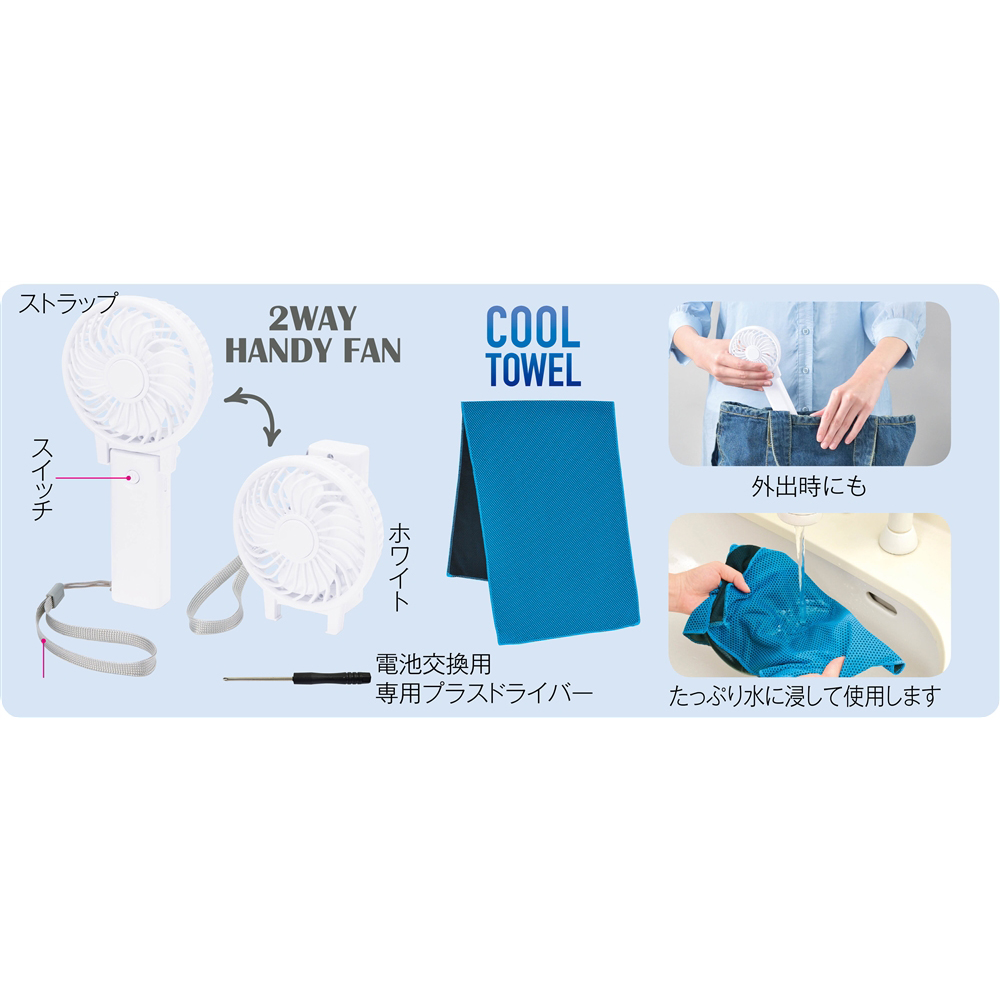 ストラップ
2WAY
HANDY FAN
スイッチ
ホワイト
電池交換用
専用プラスドライバー
COOL
TOWEL
外出時にも
たっぷり水に浸して使用します